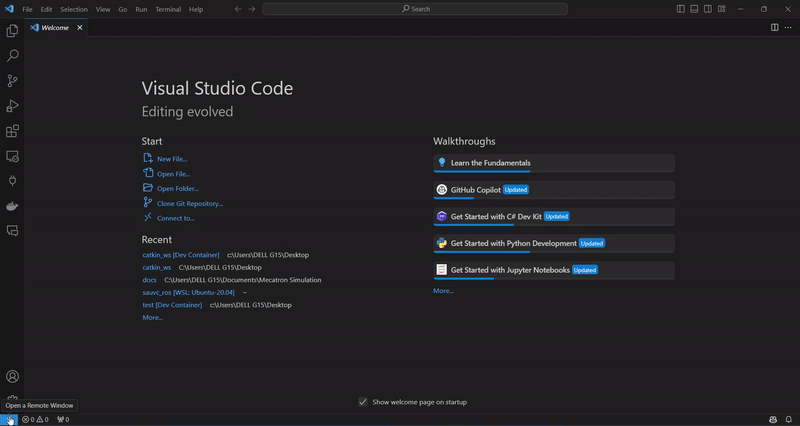 File Edit Selection View Go Run Terminal Help
Search
Welcome
Visual Studio Code
Editing evolved
Start
New File...
Open File...
Open Folder...
Clone Git Repository...
Connect to...
Recent
catkin_ws [Dev Container] c:\Users\DELL G15\Desktop
catkin_ws C:\Users\DELL G15\Desktop
docs C:\Users\DELL G15\Documents\Mecatron Simulation
sauvc_ros [WSL: Ubuntu-20.04] ~
test [Dev Container] c:\Users\DELL G15\Desktop
More...
Walkthroughs
Learn the Fundamentals
GitHub Copilot Updated
Get Started with C# Dev Kit Updated
Get Started with Python Development Updated
Get Started with Jupyter Notebooks Updated
More...
Show welcome page on startup
Open a Remote Window
0 0 0